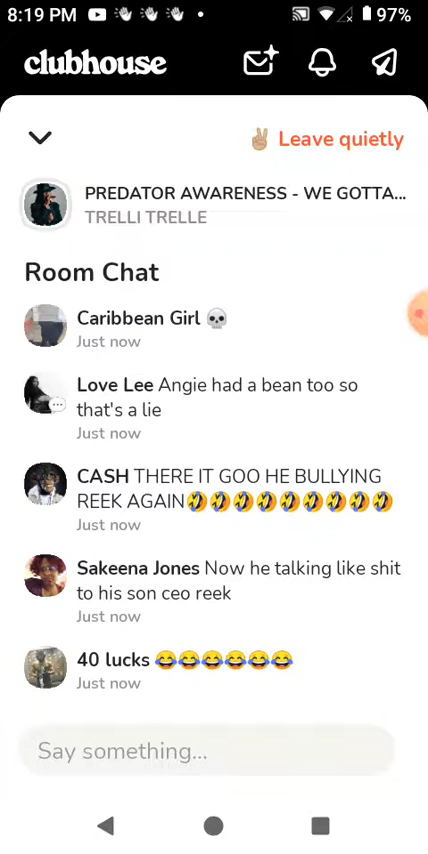 8:19 PM 97%
clubhouse
✌🏼 Leave quietly
PREDATOR AWARENESS - WE GOTTA...
TRELLI TRELLE
Room Chat
Caribbean Girl 💀
Just now
Love Lee Angie had a bean too so
that's a lie
Just now
CASH THERE IT GOO HE BULLYING
REEK AGAIN🤣🤣🤣🤣🤣🤣🤣🤣🤣
Just now
Sakeena Jones Now he talking like shit
to his son ceo reek
Just now
40 lucks 😂😂😂😂😂😂
Just now
Say something...